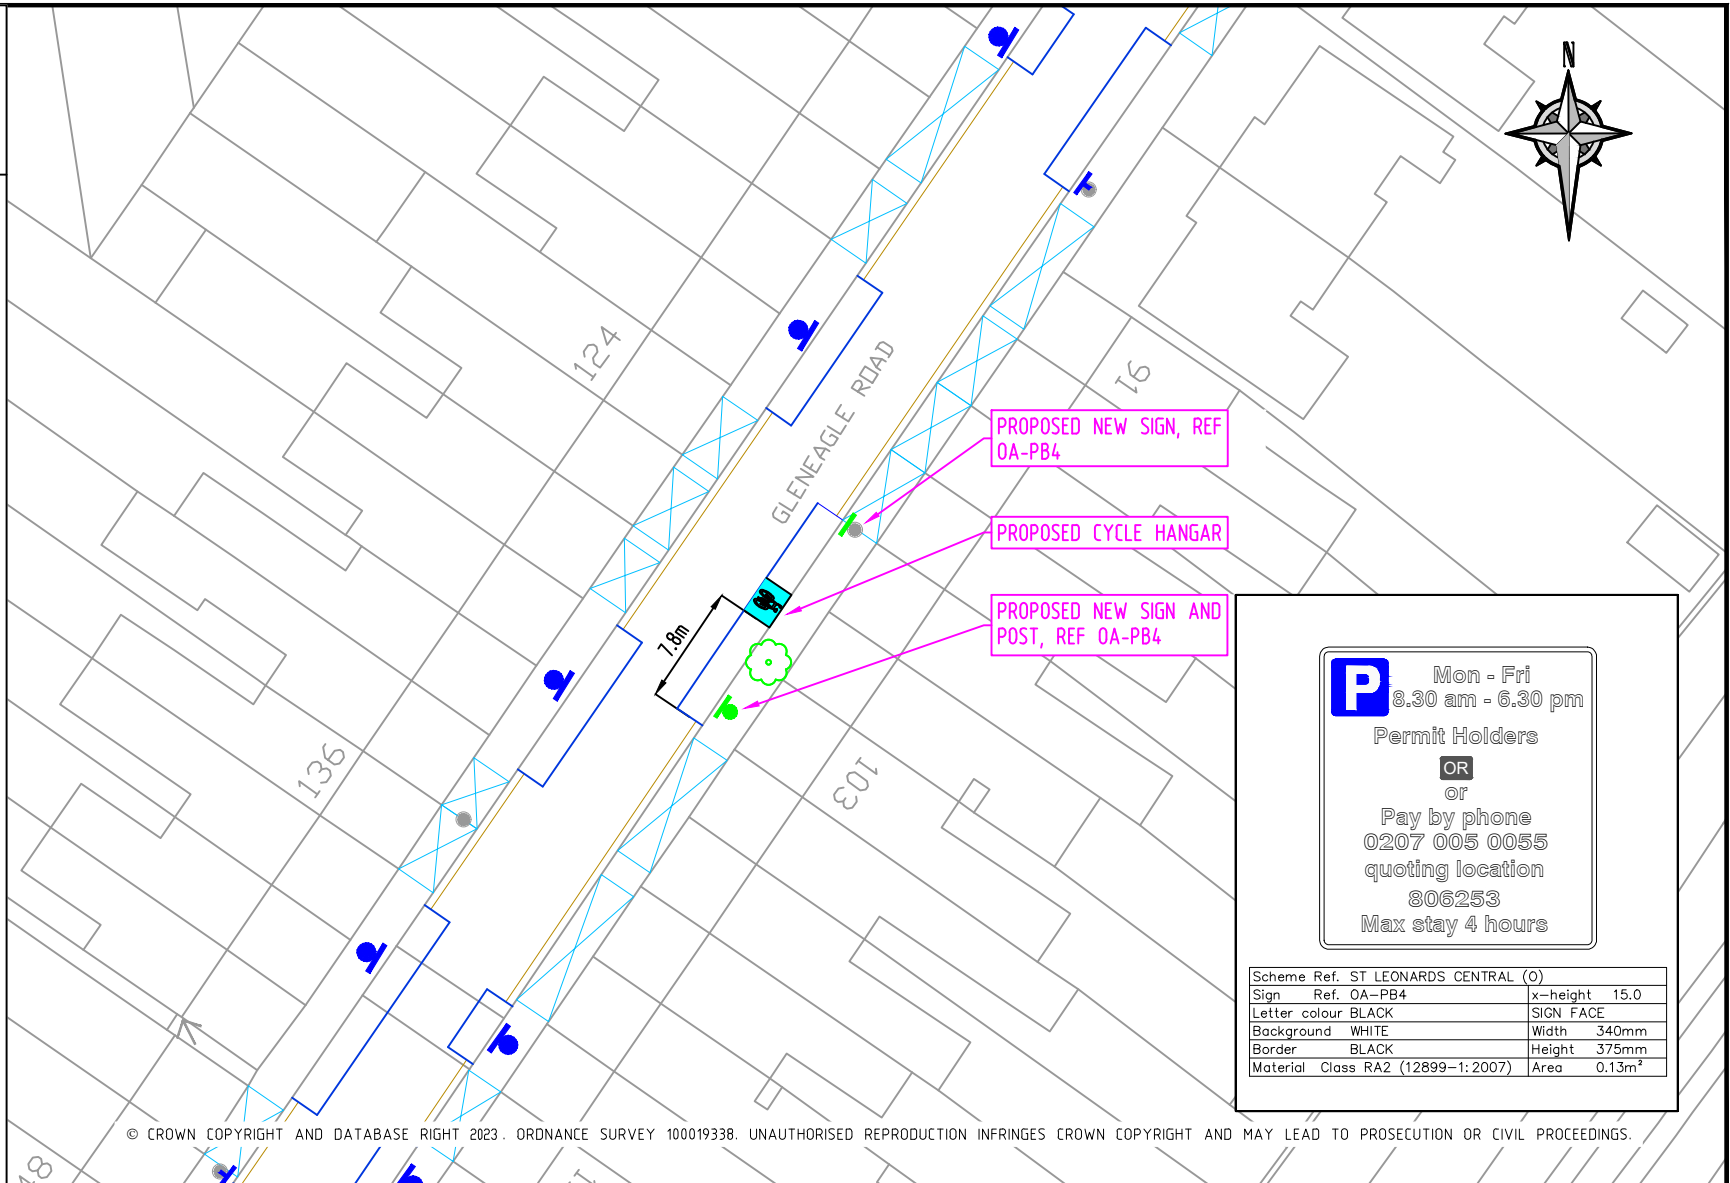 N
124
GLENEAGLE ROAD
91
PROPOSED NEW SIGN, REF
OA-PB4
PROPOSED CYCLE HANGAR
PROPOSED NEW SIGN AND
POST, REF OA-PB4
7.8m
136
103
P
Mon - Fri
8.30 am - 6.30 pm
Permit Holders
OR
or
Pay by phone
0207 005 0055
quoting location
806253
Max stay 4 hours
Scheme Ref. ST LEONARDS CENTRAL (O)
Sign Ref. OA-PB4 x-height 15.0
Letter colour BLACK SIGN FACE
Background WHITE Width 340mm
Border BLACK Height 375mm
Material Class RA2 (12899-1:2007) Area 0.13m²
© CROWN COPYRIGHT AND DATABASE RIGHT 2023. ORDNANCE SURVEY 100019338. UNAUTHORISED REPRODUCTION INFRINGES CROWN COPYRIGHT AND MAY LEAD TO PROSECUTION OR CIVIL PROCEEDINGS.